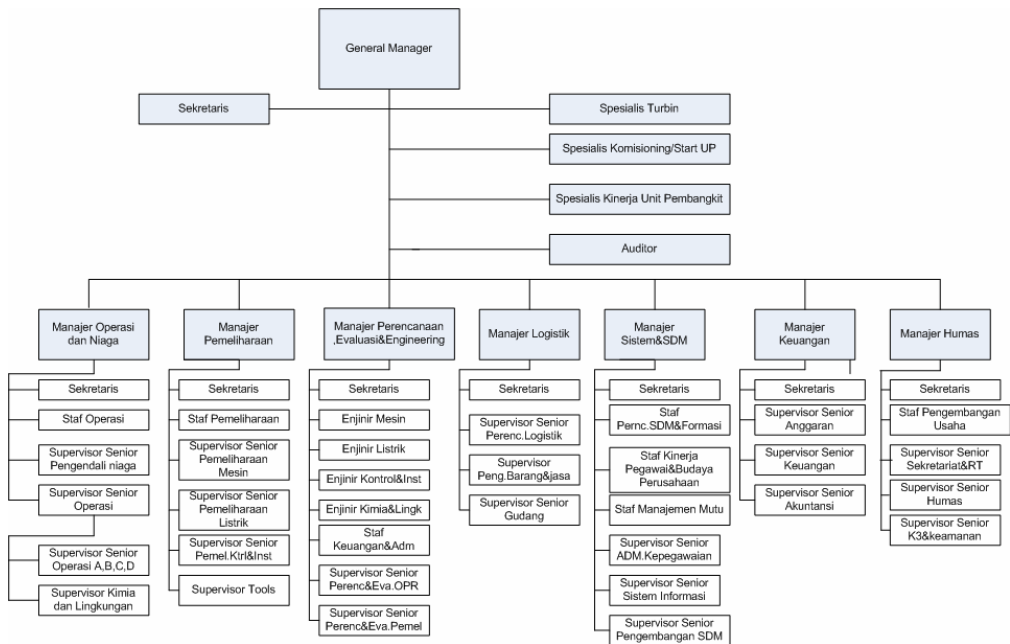 General Manager
Sekretaris
Spesialis Turbin
Spesialis Komisioning/Start UP
Spesialis Kinerja Unit Pembangkit
Auditor
Manajer Operasi
dan Niaga
Sekretaris
Staf Operasi
Supervisor Senior
Pengendali niaga
Supervisor Senior
Operasi
Supervisor Senior
Operasi A,B,C,D
Supervisor Kimia
dan Lingkungan
Manajer
Pemeliharaan
Sekretaris
Staf Pemeliharaan
Supervisor Senior
Pemeliharaan
Mesin
Supervisor Senior
Pemeliharaan
Listrik
Supervisor Senior
Pemel.Ktrl&Inst
Supervisor Tools
Manajer Perencanaan
,Evaluasi&Engineering
Sekretaris
Enjinir Mesin
Enjinir Listrik
Enjinir Kontrol&Inst
Enjinir Kimia&Lingk
Staf
Keuangan&Adm
Supervisor Senior
Perenc&Eva.OPR
Supervisor Senior
Perenc&Eva.Pemel
Manajer Logistik
Sekretaris
Supervisor Senior
Perenc.Logistik
Supervisor
Peng.Barang&jasa
Supervisor Senior
Gudang
Manajer
Sistem&SDM
Sekretaris
Staf
Pernc.SDM&Formasi
Staf Kinerja
Pegawai&Budaya
Perusahaan
Staf Manajemen Mutu
Supervisor Senior
ADM.Kepegawaian
Supervisor Senior
Sistem Informasi
Supervisor Senior
Pengembangan SDM
Manajer
Keuangan
Sekretaris
Supervisor Senior
Anggaran
Supervisor Senior
Keuangan
Supervisor Senior
Akuntansi
Manajer Humas
Sekretaris
Staf Pengembangan
Usaha
Supervisor Senior
Sekretariat&RT
Supervisor Senior
Humas
Supervisor Senior
K3&keamanan